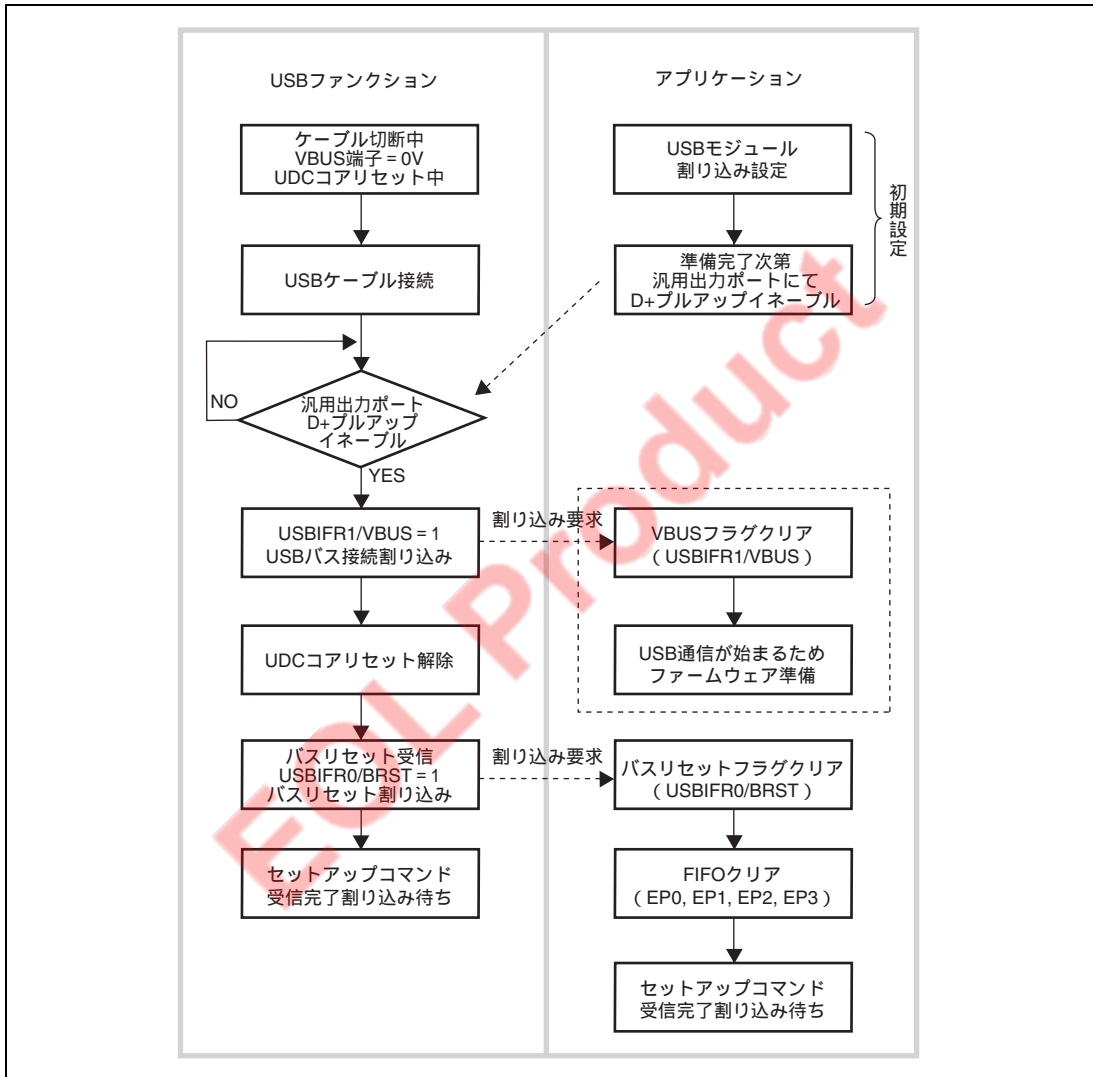 USBファンクション
ケーブル切断中
VBUS端子 = 0V
UDCコアリセット中
USBケーブル接続
NO
汎用出力ポート
D+プルアップ
イネーブル
YES
USBIFR1/VBUS = 1
USBバス接続割り込み
割り込み要求
UDCコアリセット解除
バスリセット受信
USBIFR0/BRST = 1
バスリセット割り込み
割り込み要求
セットアップコマンド
受信完了割り込み待ち
アプリケーション
USBモジュール
割り込み設定
準備完了次第
汎用出力ポートにて
D+プルアップイネーブル
初期設定
VBUSフラグクリア
（USBIFR1/VBUS）
USB通信が始まるため
ファームウェア準備
バスリセットフラグクリア
（USBIFR0/BRST）
FIFOクリア
（EP0, EP1, EP2, EP3）
セットアップコマンド
受信完了割り込み待ち
EOL Product